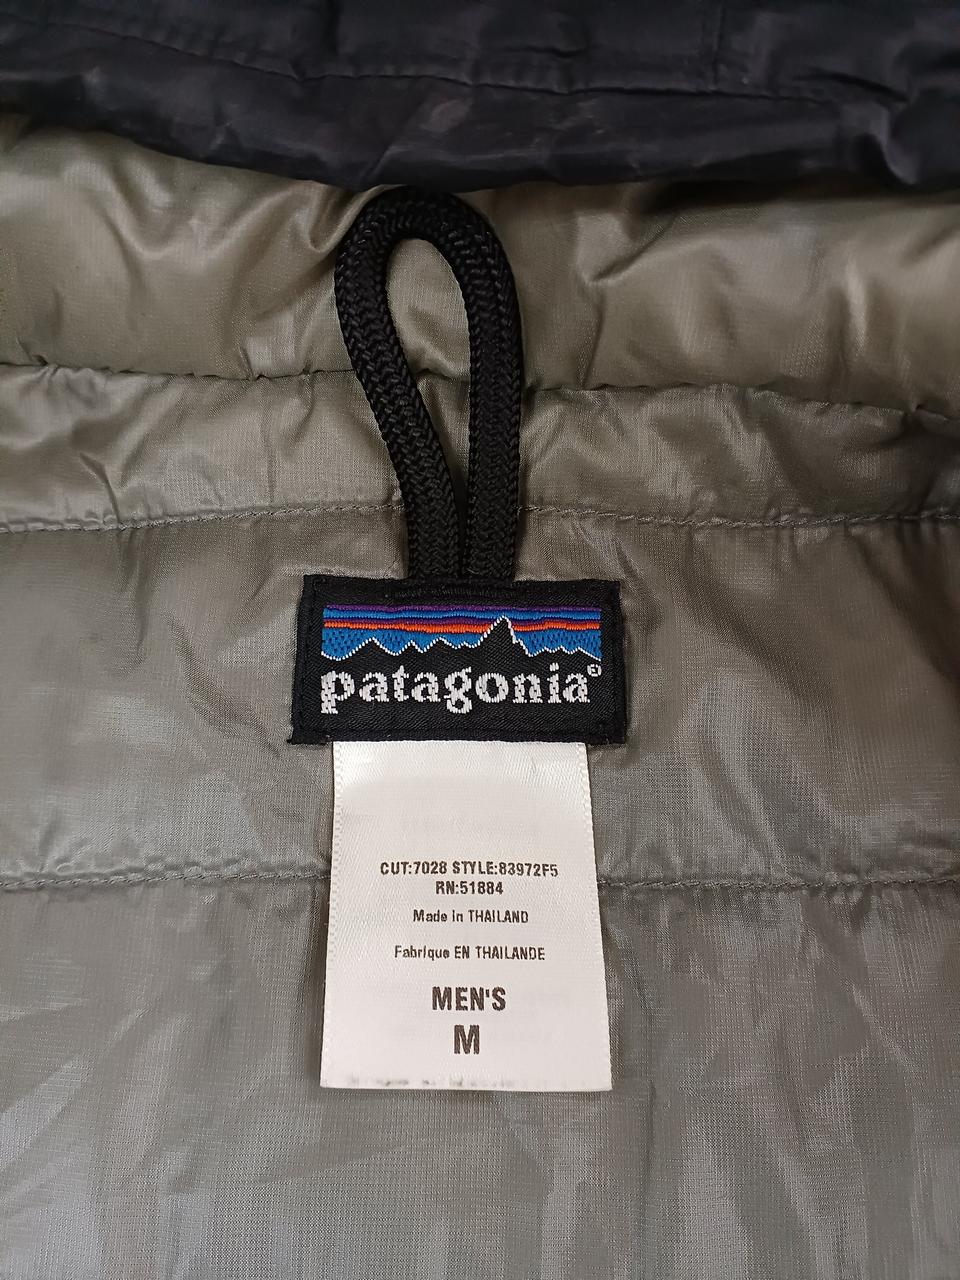 patagonia®
CUT:7028 STYLE:83972F5
RN:51884
Made in THAILAND
Fabrique EN THAILANDE
MEN'S
M